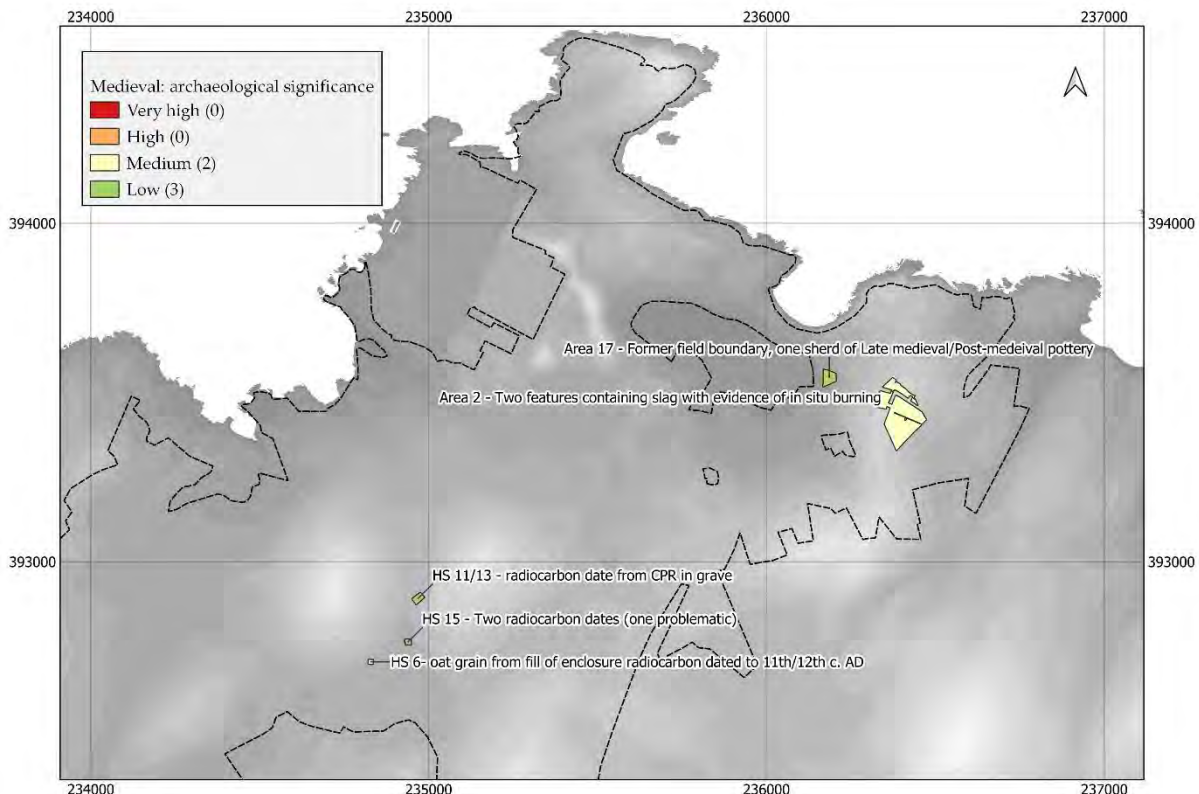 234000
235000
236000
237000
Medieval: archaeological significance
Very high (0)
High (0)
Medium (2)
Low (3)
394000
394000
Area 17 - Former field boundary, one sherd of Late medieval/Post-medeival pottery
Area 2 - Two features containing slag with evidence of in situ burning
393000
393000
HS 11/13 - radiocarbon date from CPR in grave
HS 15 - Two radiocarbon dates (one problematic)
HS 6- oat grain from fill of enclosure radiocarbon dated to 11th/12th c. AD
234000
235000
236000
237000